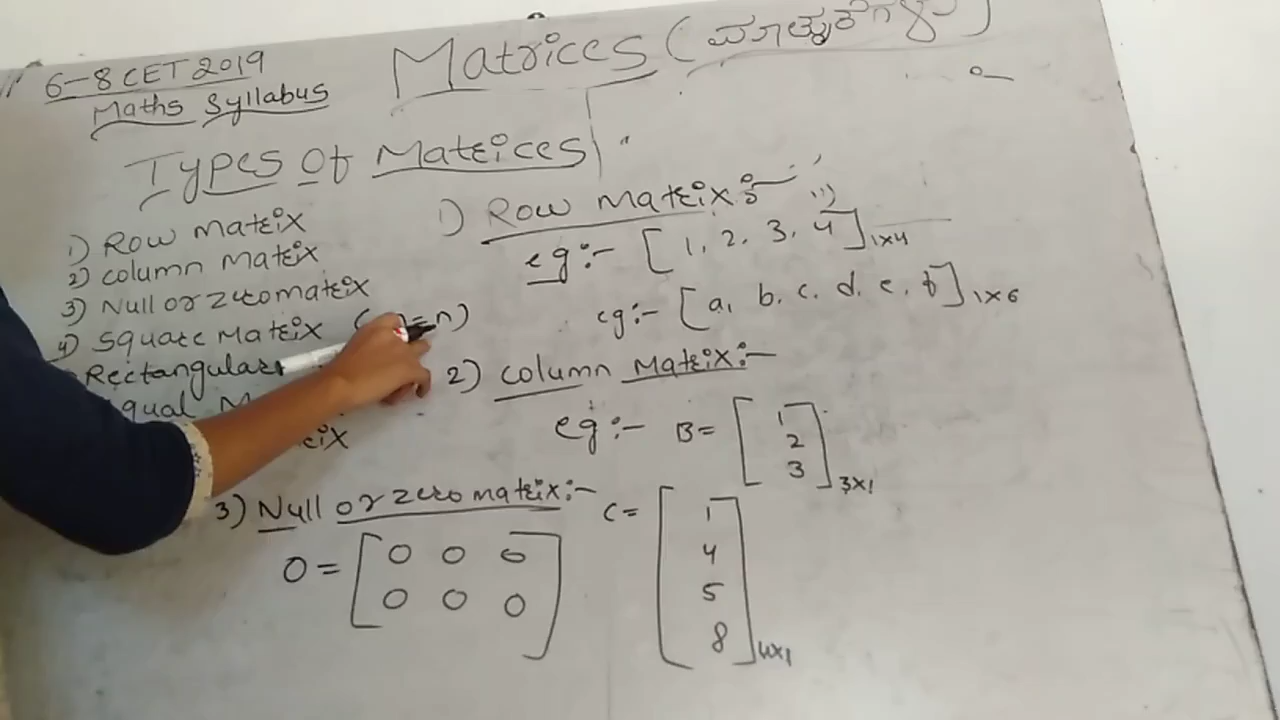 6-8 CET 2019
Maths Syllabus
Matrices (
Types Of Matrices
1) Row matrix
2) column matrix
3) Null or zero matrix
4) Square Matrix ( =n)
Rectangular
qual M
rix
1) Row matrix :-
eg:- [1, 2, 3, 4]1x4
eg:- [a, b, c, d, e, f]1x6
2) column Matrix:-
eg:- B= [
1
2
3
]3x1
3) Null or zero matrix:-
O= [
0 0 0
0 0 0
]
C= [
1
4
5
8
]4x1